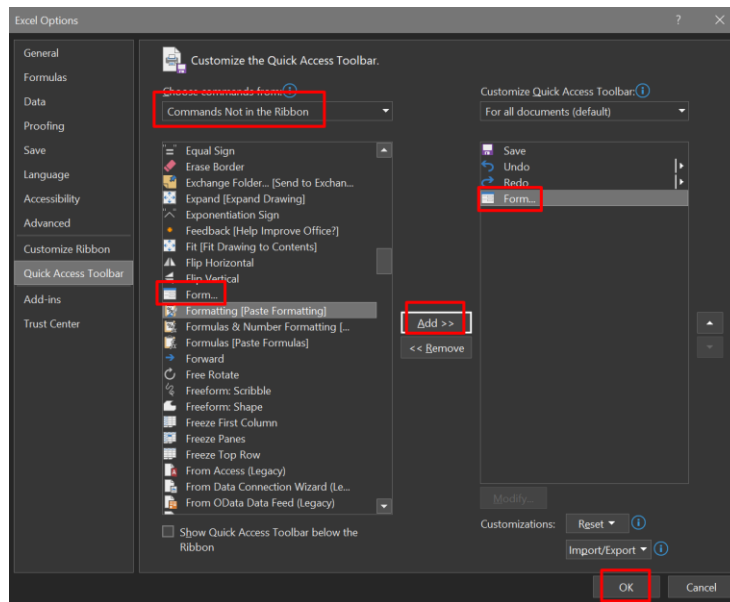 Excel Options
?
General
Formulas
Data
Proofing
Save
Language
Accessibility
Advanced
Customize Ribbon
Quick Access Toolbar
Add-ins
Trust Center
Customize the Quick Access Toolbar.
Choose commands from:
Commands Not in the Ribbon
Equal Sign
Erase Border
Exchange Folder... [Send to Exchan...
Expand [Expand Drawing]
Exponentiation Sign
Feedback [Help Improve Office?]
Fit [Fit Drawing to Contents]
Flip Horizontal
Flip Vertical
Form...
Formatting [Paste Formatting]
Formulas & Number Formatting [...
Formulas [Paste Formulas]
Forward
Free Rotate
Freeform: Scribble
Freeform: Shape
Freeze First Column
Freeze Panes
Freeze Top Row
From Access (Legacy)
From Data Connection Wizard (Le...
From OData Data Feed (Legacy)
Show Quick Access Toolbar below the
Ribbon
Add >>
<< Remove
Customize Quick Access Toolbar:
For all documents (default)
Save
Undo
Redo
Form...
Modify...
Customizations:
Reset
Import/Export
OK
Cancel